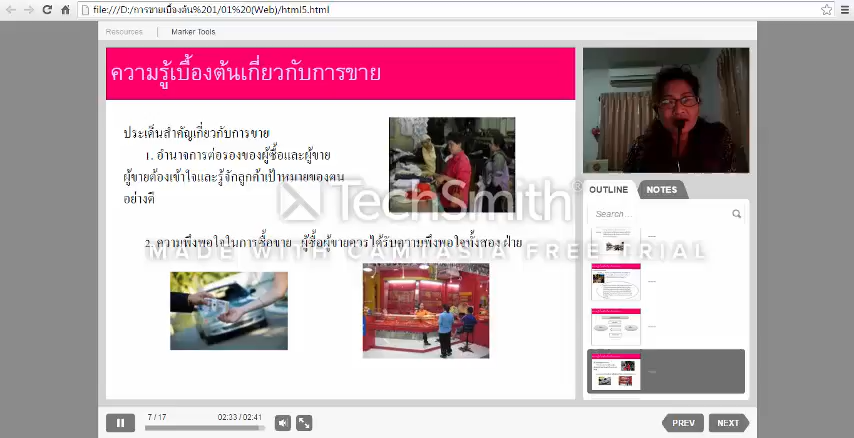 file:///D:/การขายเบื้องต้น%201/01%20(Web)/html5.html
Resources
Marker Tools
ความรู้เบื้องต้นเกี่ยวกับการขาย
ประเด็นสำคัญเกี่ยวกับการขาย
1. อำนาจการต่อรองของผู้ซื้อและผู้ขาย
ผู้ขายต้องเข้าใจและรู้จักลูกค้าเป้าหมายของตน
อย่างดี
2. ความพึงพอใจในการซื้อขาย ผู้ซื้อผู้ขายควรได้รับความพึงพอใจทั้งสอง ฝ่าย
TechSmith®
MADE WITH CAMTASIA FREE TRIAL
OUTLINE
NOTES
Search...
7 / 17
02:33 / 02:41
PREV
NEXT